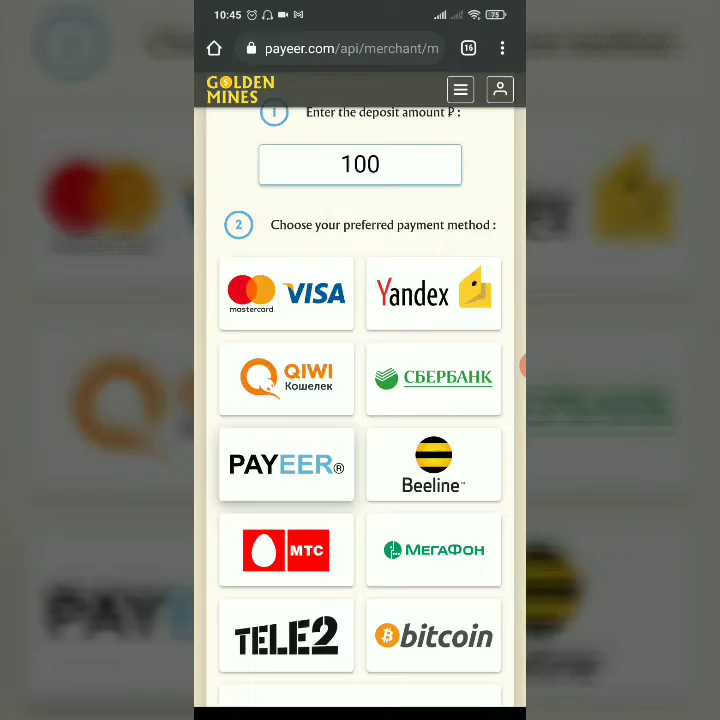 10:45
75
payeer.com/api/merchant/m
16
GOLDEN
MINES
1 Enter the deposit amount ₽ :
100
2 Choose your preferred payment method :
mastercard VISA
Yandex
QIWI
Кошелек
СБЕРБАНК
PAYEER®
Beeline™
МТС
МЕГАФОН
TELE2
bitcoin